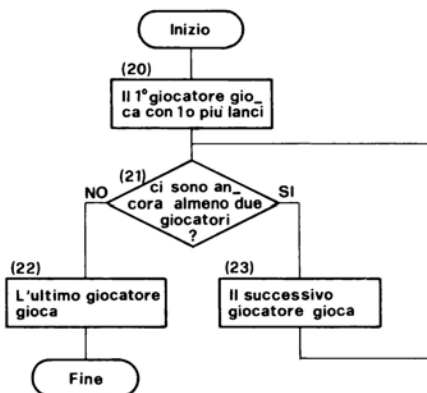 Inizio
(20)
Il 1° giocatore gio_
ca con 1o più lanci
(21)
ci sono an_
cora almeno due
giocatori
?
NO
SI
(22)
L'ultimo giocatore
gioca
(23)
Il successivo
giocatore gioca
Fine